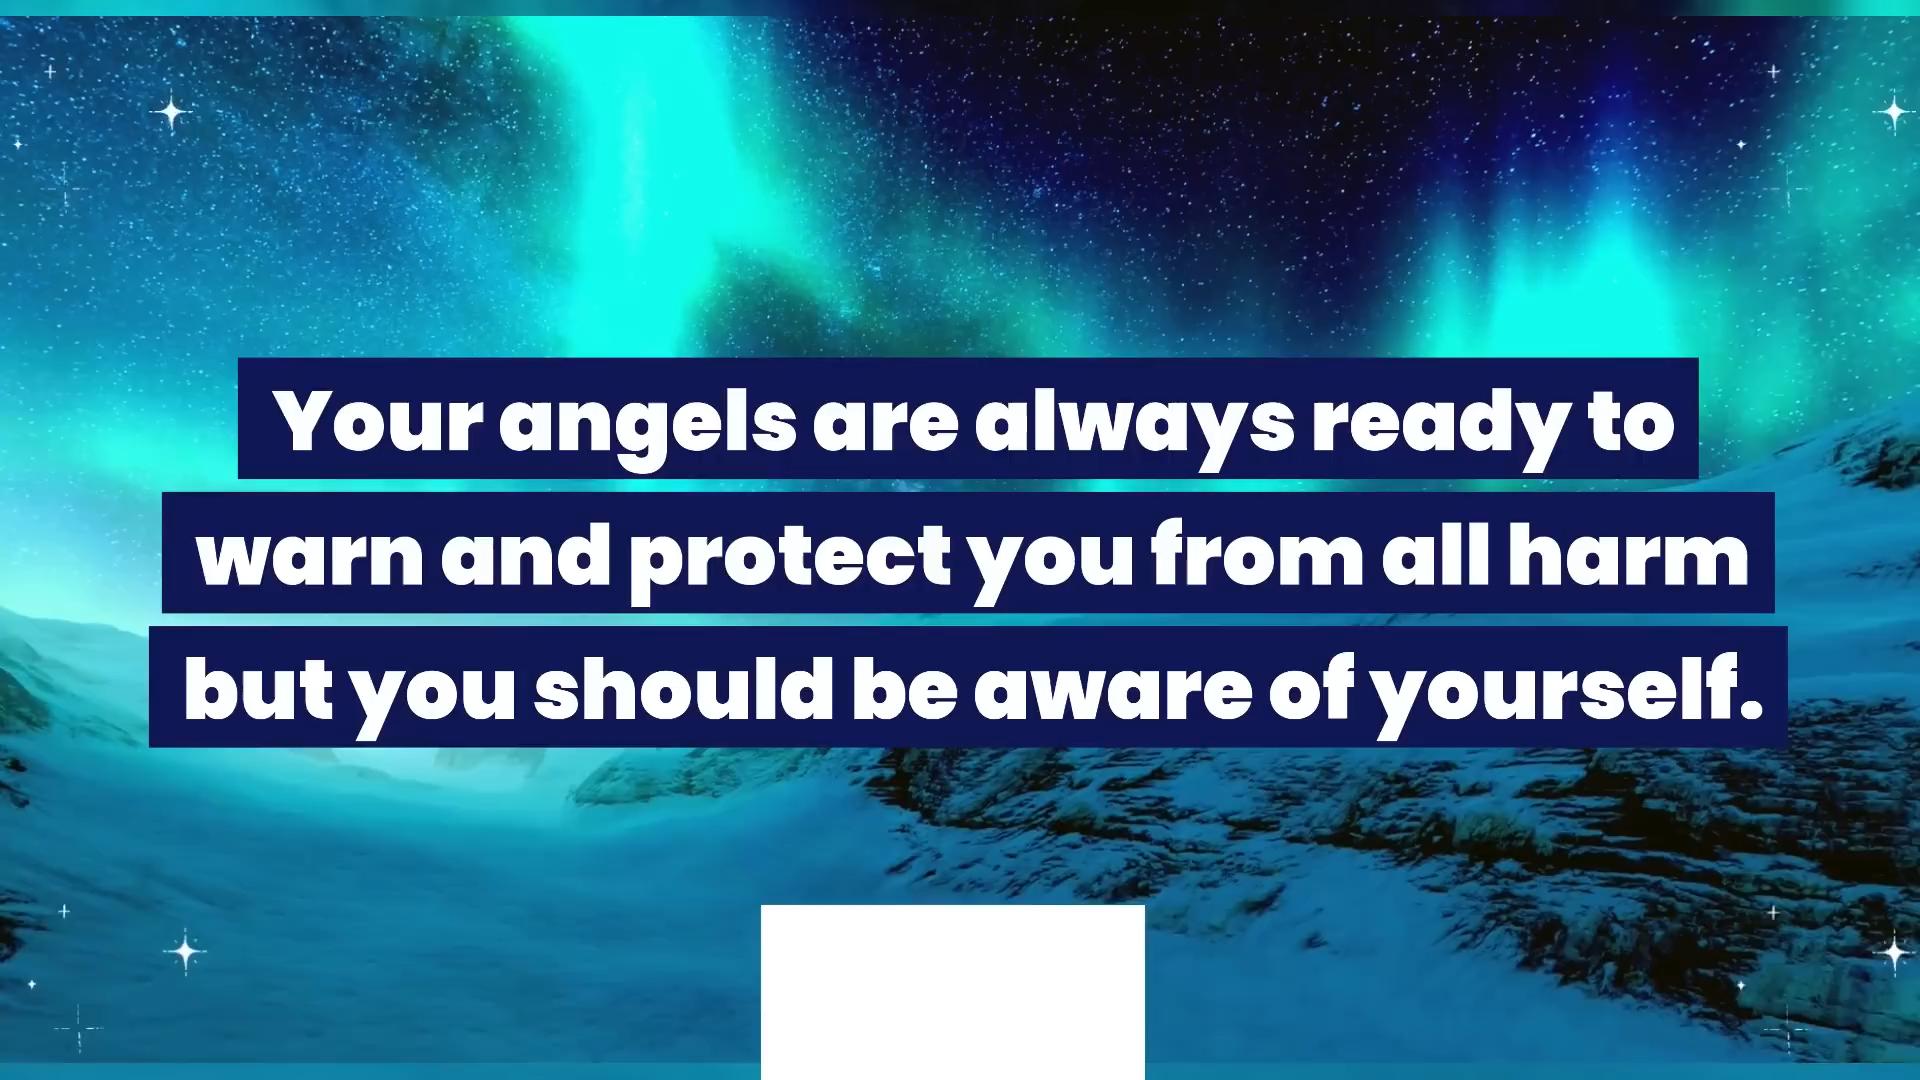 Your angels are always ready to
warn and protect you from all harm
but you should be aware of yourself.